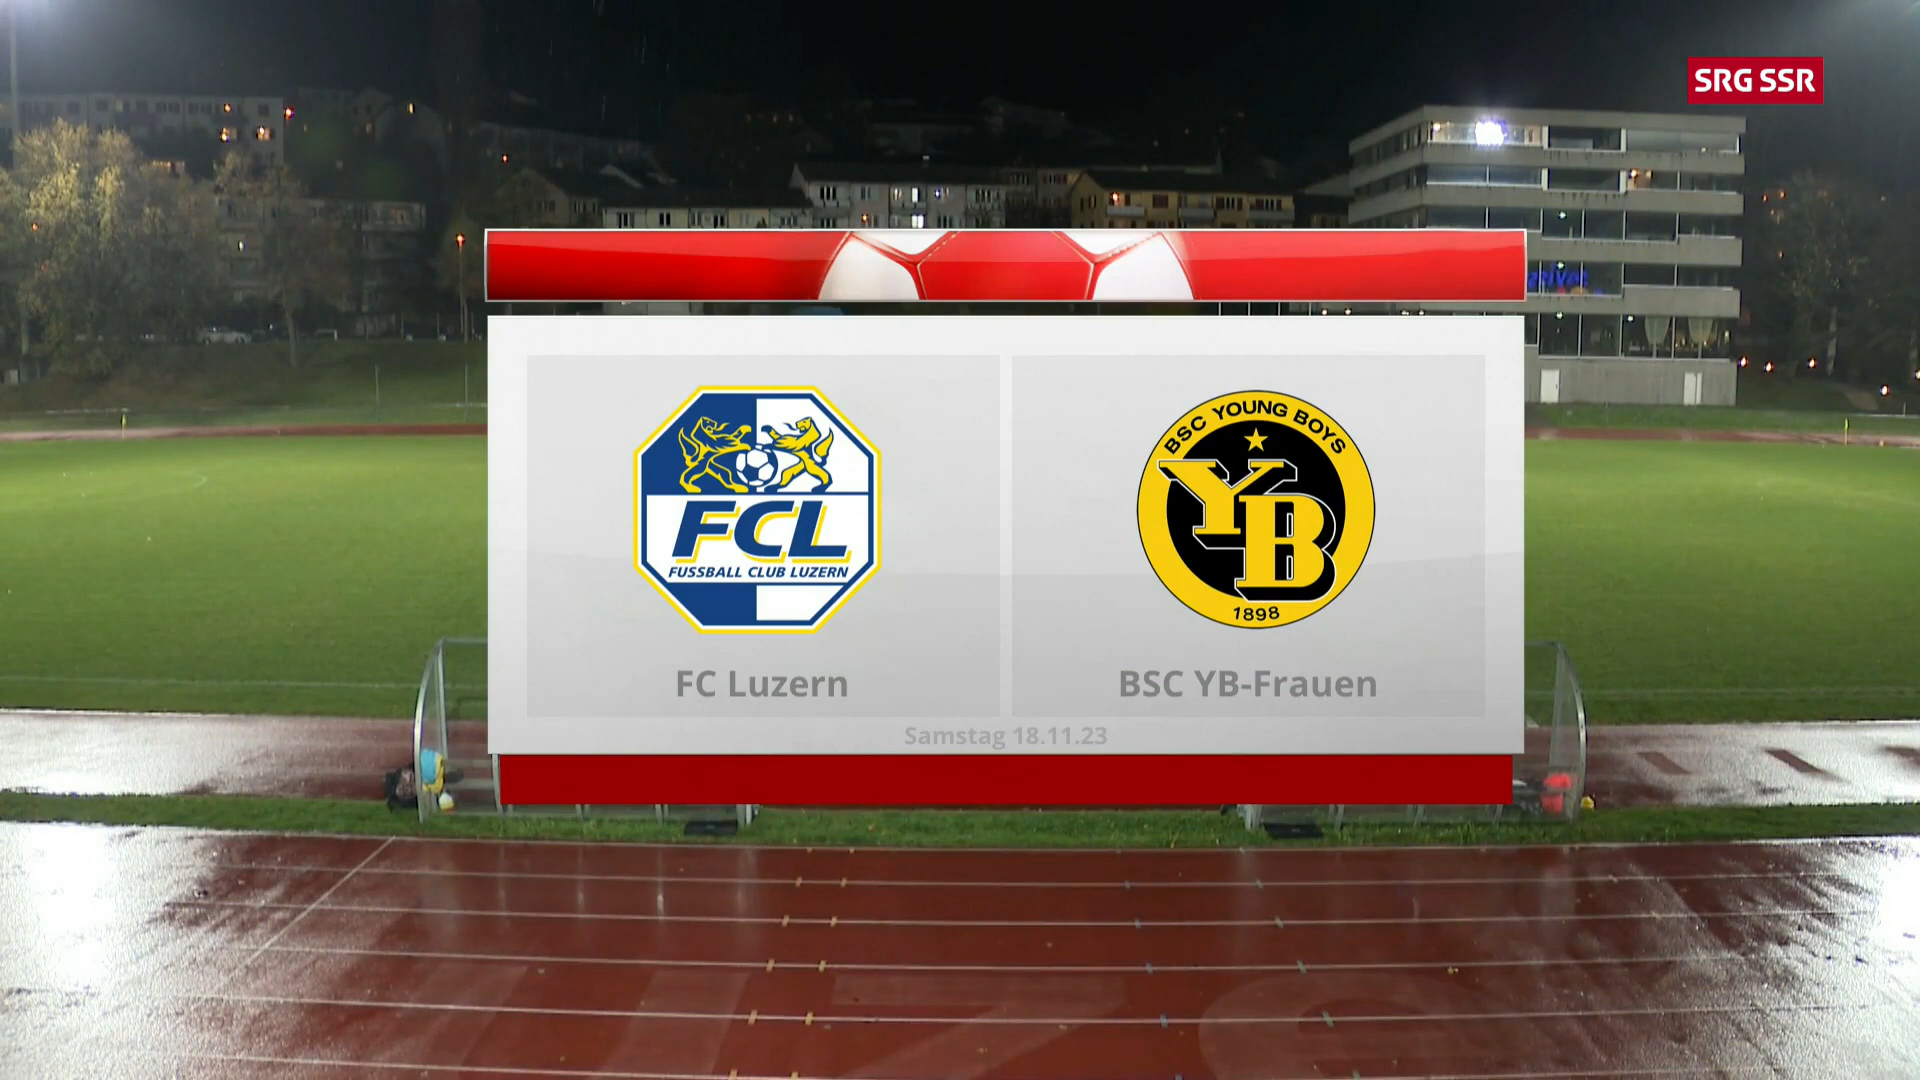 SRG SSR
BSC YOUNG BOYS
YB
1898
FCL
FUSSBALL CLUB LUZERN
FC Luzern
BSC YB-Frauen
Samstag 18.11.23